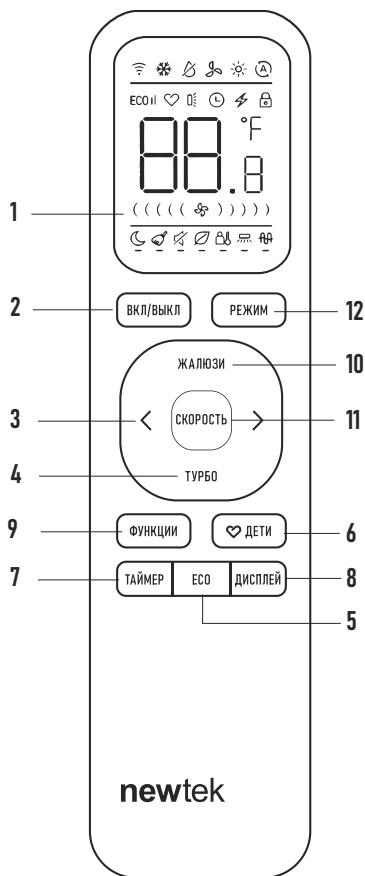 A
ECO
88.8 °F
1
2 ВКЛ/ВЫКЛ РЕЖИМ 12
ЖАЛЮЗИ 10
3 < СКОРОСТЬ > 11
4 ТУРБО
9 ФУНКЦИИ ДЕТИ 6
7 ТАЙМЕР ECO ДИСПЛЕЙ 8
5
newtek